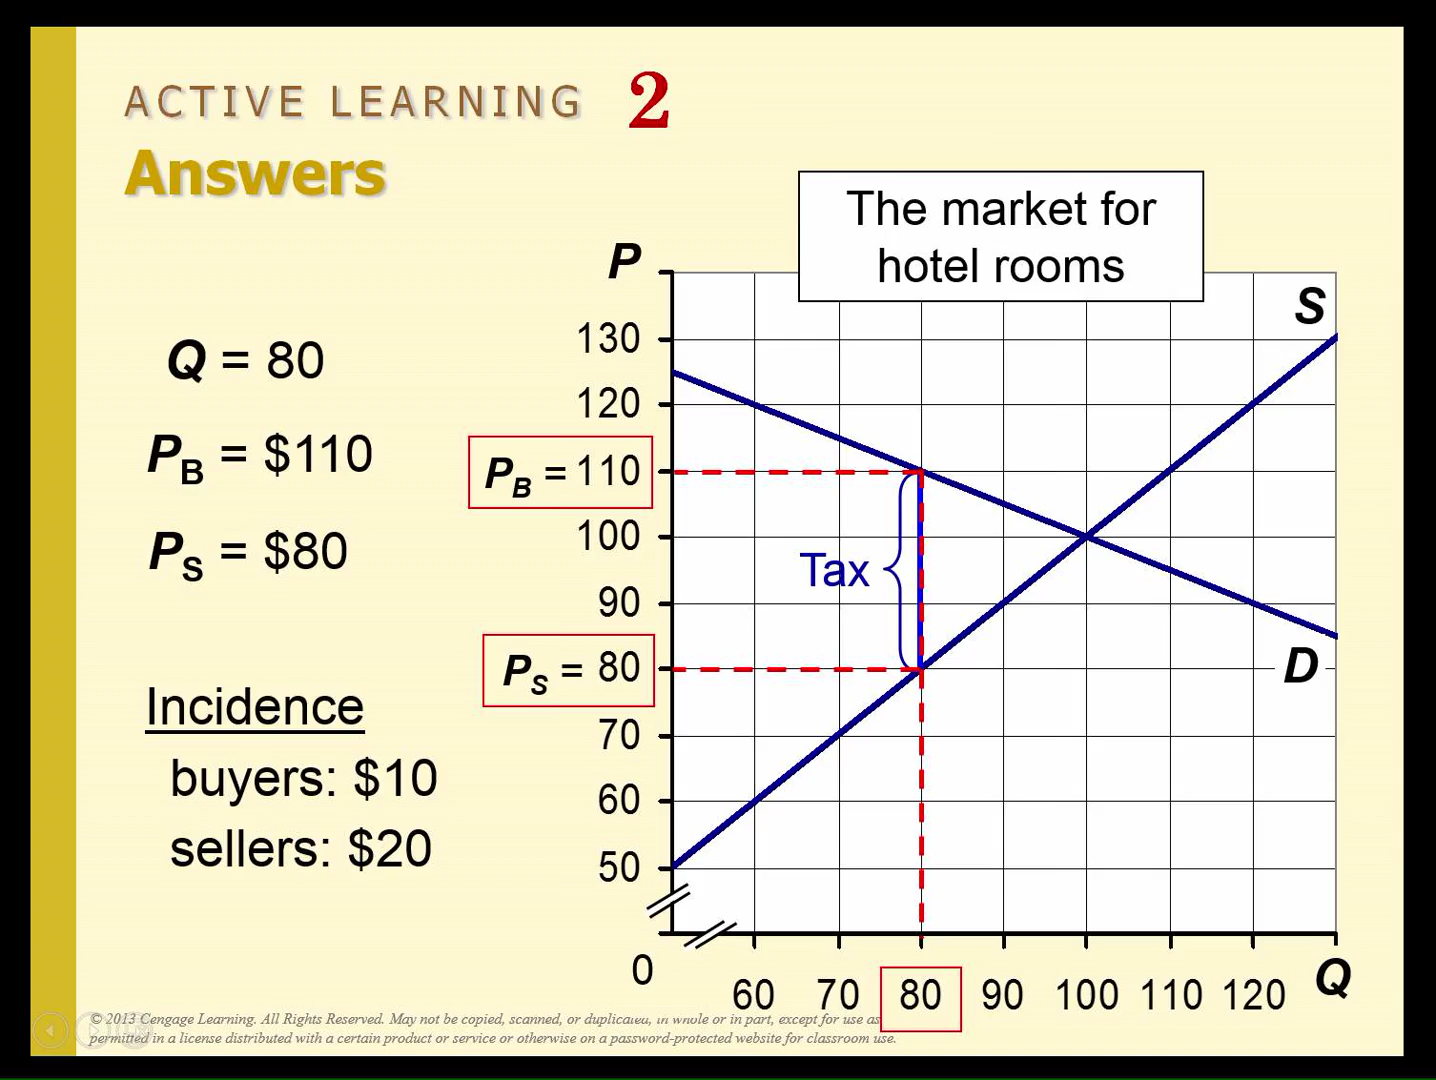 ACTIVE LEARNING 2
Answers
The market for
hotel rooms
Q = 80
PB = $110
PS = $80
Incidence
buyers: $10
sellers: $20
P
S
130
120
PB = 110
100
Tax
90
PS = 80
D
70
60
50
0
60 70 80 90 100 110 120
Q
© 2013 Cengage Learning. All Rights Reserved. May not be copied, scanned, or duplicated, in whole or in part, except for use as
permitted in a license distributed with a certain product or service or otherwise on a password-protected website for classroom use.